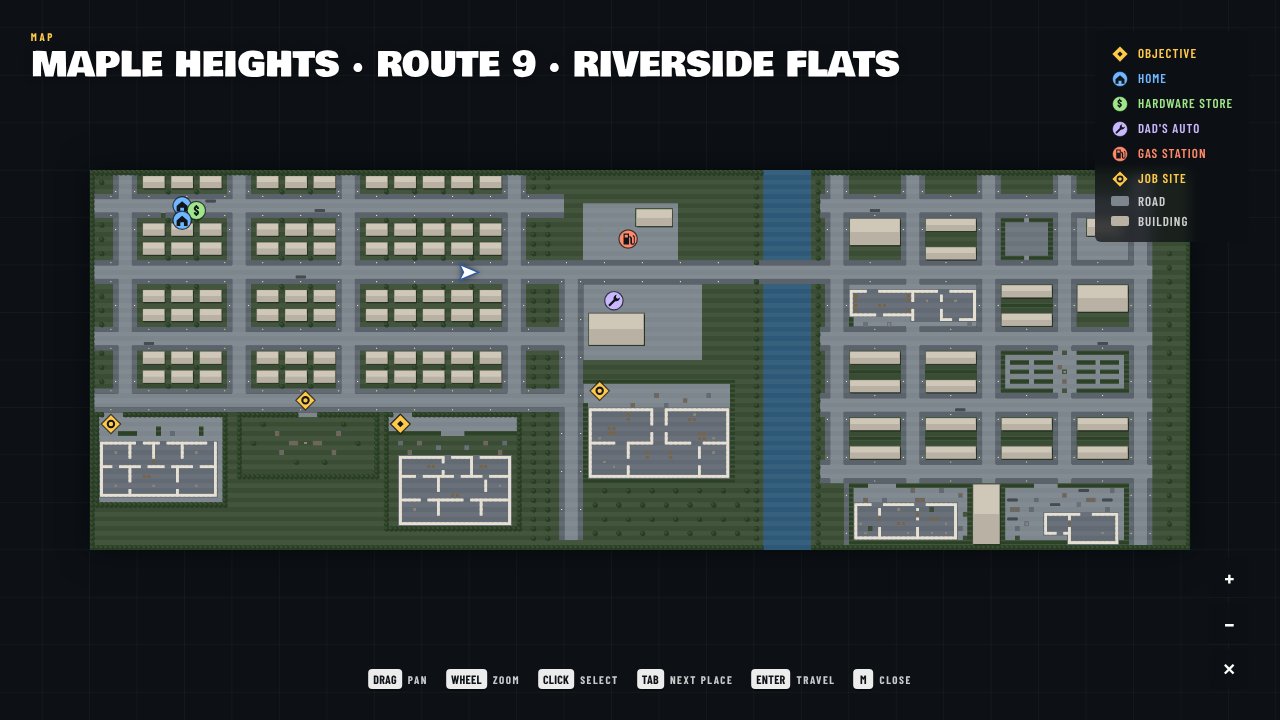 MAP
MAPLE HEIGHTS • ROUTE 9 • RIVERSIDE FLATS
OBJECTIVE
HOME
$ HARDWARE STORE
DAD'S AUTO
GAS STATION
JOB SITE
ROAD
BUILDING
$
+
−
×
DRAG PAN WHEEL ZOOM CLICK SELECT TAB NEXT PLACE ENTER TRAVEL M CLOSE